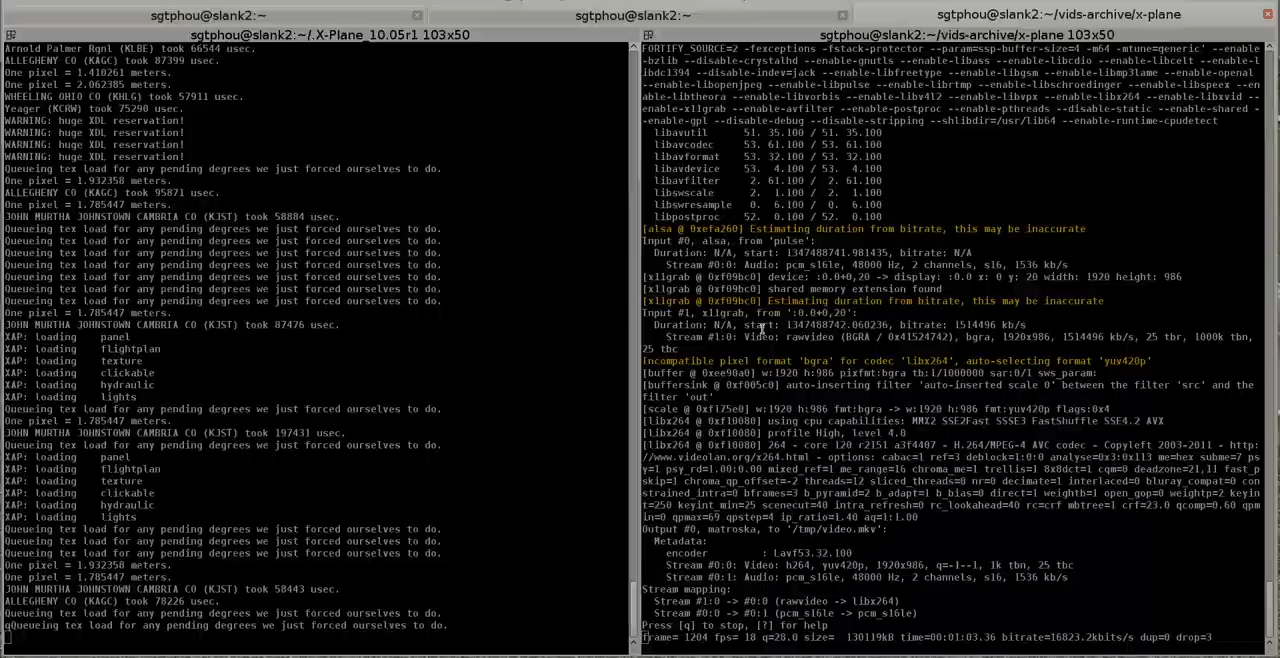 sgtphou@slank2:~
sgtphou@slank2:~
sgtphou@slank2:~/vids-archive/x-plane
sgtphou@slank2:~/.X-Plane_10.05r1 103x50
Arnold Palmer Rgnl (KLBE) took 66544 usec.
ALLEGHENY CO (KAGC) took 87399 usec.
One pixel = 1.410261 meters.
One pixel = 2.062385 meters.
WHEELING OHIO CO (KHLG) took 57911 usec.
Yeager (KCRW) took 75290 usec.
WARNING: huge XDL reservation!
WARNING: huge XDL reservation!
WARNING: huge XDL reservation!
WARNING: huge XDL reservation!
Queueing tex load for any pending degrees we just forced ourselves to do.
One pixel = 1.932358 meters.
ALLEGHENY CO (KAGC) took 95871 usec.
One pixel = 1.785447 meters.
JOHN MURTHA JOHNSTOWN CAMBRIA CO (KJST) took 58884 usec.
Queueing tex load for any pending degrees we just forced ourselves to do.
Queueing tex load for any pending degrees we just forced ourselves to do.
Queueing tex load for any pending degrees we just forced ourselves to do.
Queueing tex load for any pending degrees we just forced ourselves to do.
Queueing tex load for any pending degrees we just forced ourselves to do.
Queueing tex load for any pending degrees we just forced ourselves to do.
Queueing tex load for any pending degrees we just forced ourselves to do.
Queueing tex load for any pending degrees we just forced ourselves to do.
JOHN MURTHA JOHNSTOWN CAMBRIA CO (KJST) took 87476 usec.
XAP: loading    panel
XAP: loading    flightplan
XAP: loading    texture
XAP: loading    clickable
XAP: loading    hydraulic
XAP: loading    lights
Queueing tex load for any pending degrees we just forced ourselves to do.
One pixel = 1.785447 meters.
JOHN MURTHA JOHNSTOWN CAMBRIA CO (KJST) took 197431 usec.
Queueing tex load for any pending degrees we just forced ourselves to do.
XAP: loading    panel
XAP: loading    flightplan
XAP: loading    texture
XAP: loading    clickable
XAP: loading    hydraulic
XAP: loading    lights
Queueing tex load for any pending degrees we just forced ourselves to do.
Queueing tex load for any pending degrees we just forced ourselves to do.
Queueing tex load for any pending degrees we just forced ourselves to do.
One pixel = 1.932358 meters.
One pixel = 1.785447 meters.
JOHN MURTHA JOHNSTOWN CAMBRIA CO (KJST) took 58443 usec.
ALLEGHENY CO (KAGC) took 78226 usec.
Queueing tex load for any pending degrees we just forced ourselves to do.
qQueueing tex load for any pending degrees we just forced ourselves to do.
sgtphou@slank2:~/vids-archive/x-plane 103x50
FORTIFY_SOURCE=2 -fexceptions -fstack-protector --param=ssp-buffer-size=4 -m64 -mtune=generic' --enable
-bzlib --disable-crystalhd --enable-gnutls --enable-libass --enable-libcdio --enable-libcelt --enable-l
ibdc1394 --disable-indev=jack --enable-libfreetype --enable-libgsm --enable-libmp3lame --enable-openal
--enable-libopenjpeg --enable-libpulse --enable-librtmp --enable-libschroedinger --enable-libspeex --en
able-libtheora --enable-libvorbis --enable-libv4l2 --enable-libvpx --enable-libx264 --enable-libxvid --
enable-x11grab --enable-avfilter --enable-postproc --enable-pthreads --disable-static --enable-shared -
-enable-gpl --disable-debug --disable-stripping --shlibdir=/usr/lib64 --enable-runtime-cpudetect
libavutil      51. 35.100 / 51. 35.100
libavcodec     53. 61.100 / 53. 61.100
libavformat    53. 32.100 / 53. 32.100
libavdevice    53.  4.100 / 53.  4.100
libavfilter     2. 61.100 /  2. 61.100
libswscale      2.  1.100 /  2.  1.100
libswresample   0.  6.100 /  0.  6.100
libpostproc    52.  0.100 / 52.  0.100
[alsa @ 0xefa260] Estimating duration from bitrate, this may be inaccurate
Input #0, alsa, from 'pulse':
Duration: N/A, start: 1347488741.981435, bitrate: N/A
Stream #0:0: Audio: pcm_s16le, 48000 Hz, 2 channels, s16, 1536 kb/s
[x11grab @ 0xf09bc0] device: :0.0+0,20 -> display: :0.0 x: 0 y: 20 width: 1920 height: 986
[x11grab @ 0xf09bc0] shared memory extension found
[x11grab @ 0xf09bc0] Estimating duration from bitrate, this may be inaccurate
Input #1, x11grab, from ':0.0+0,20':
Duration: N/A, start: 1347488742.060236, bitrate: 1514496 kb/s
Stream #1:0: Video: rawvideo (BGRA / 0x41524742), bgra, 1920x986, 1514496 kb/s, 25 tbr, 1000k tbn,
25 tbc
Incompatible pixel format 'bgra' for codec 'libx264', auto-selecting format 'yuv420p'
[buffer @ 0xee90a0] w:1920 h:986 pixfmt:bgra tb:1/1000000 sar:0/1 sws_param:
[buffersink @ 0xf005c0] auto-inserting filter 'auto-inserted scale 0' between the filter 'src' and the
filter 'out'
[scale @ 0xf175e0] w:1920 h:986 fmt:bgra -> w:1920 h:986 fmt:yuv420p flags:0x4
[libx264 @ 0xf10080] using cpu capabilities: MMX2 SSE2Fast SSSE3 FastShuffle SSE4.2 AVX
[libx264 @ 0xf10080] profile High, level 4.0
[libx264 @ 0xf10080] 264 - core 120 r2151 a3f4407 - H.264/MPEG-4 AVC codec - Copyleft 2003-2011 - http:
//www.videolan.org/x264.html - options: cabac=1 ref=3 deblock=1:0:0 analyse=0x3:0x113 me=hex subme=7 ps
y=1 psy_rd=1.00:0.00 mixed_ref=1 me_range=16 chroma_me=1 trellis=1 8x8dct=1 cqm=0 deadzone=21,11 fast_p
skip=1 chroma_qp_offset=-2 threads=12 sliced_threads=0 nr=0 decimate=1 interlaced=0 bluray_compat=0 con
strained_intra=0 bframes=3 b_pyramid=2 b_adapt=1 b_bias=0 direct=1 weightb=1 open_gop=0 weightp=2 keyin
t=250 keyint_min=25 scenecut=40 intra_refresh=0 rc_lookahead=40 rc=crf mbtree=1 crf=23.0 qcomp=0.60 qpm
in=0 qpmax=69 qpstep=4 ip_ratio=1.40 aq=1:1.00
Output #0, matroska, to '/tmp/video.mkv':
Metadata:
encoder         : Lavf53.32.100
Stream #0:0: Video: h264, yuv420p, 1920x986, q=-1--1, 1k tbn, 25 tbc
Stream #0:1: Audio: pcm_s16le, 48000 Hz, 2 channels, s16, 1536 kb/s
Stream mapping:
Stream #1:0 -> #0:0 (rawvideo -> libx264)
Stream #0:0 -> #0:1 (pcm_s16le -> pcm_s16le)
Press [q] to stop, [?] for help
frame= 1204 fps= 18 q=28.0 size=  130119kB time=00:01:03.36 bitrate=16823.2kbits/s dup=0 drop=3